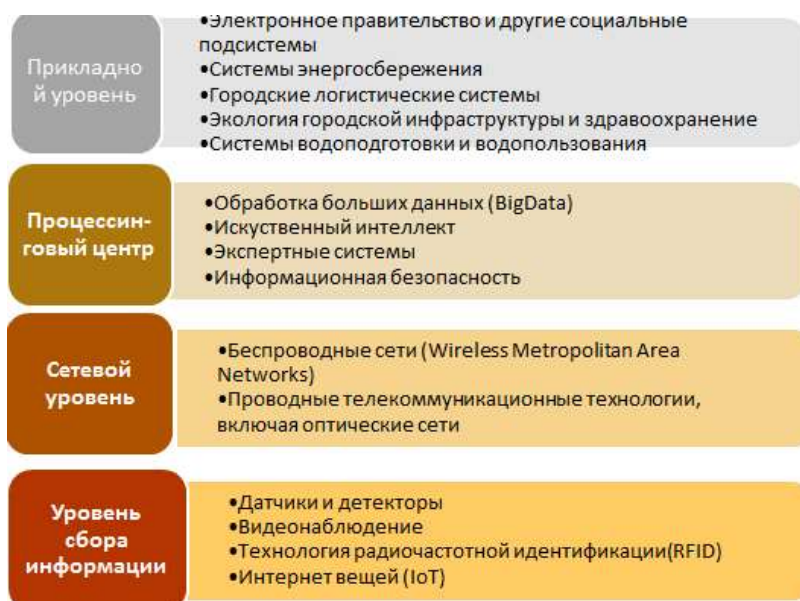 Прикладно
й уровень
•Электронное правительство и другие социальные
подсистемы
•Системы энергосбережения
•Городские логистические системы
•Экология городской инфраструктуры и здравоохранение
•Системы водоподготовки и водопользования
Процессин-
говый центр
•Обработка больших данных (BigData)
•Искуственный интеллект
•Экспертные системы
•Информационная безопасность
Сетевой
уровень
•Беспроводные сети (Wireless Metropolitan Area
Networks)
•Проводные телекоммуникационные технологии,
включая оптические сети
Уровень
сбора
информации
•Датчики и детекторы
•Видеонаблюдение
•Технология радиочастотной идентификации(RFID)
•Интернет вещей (IoT)